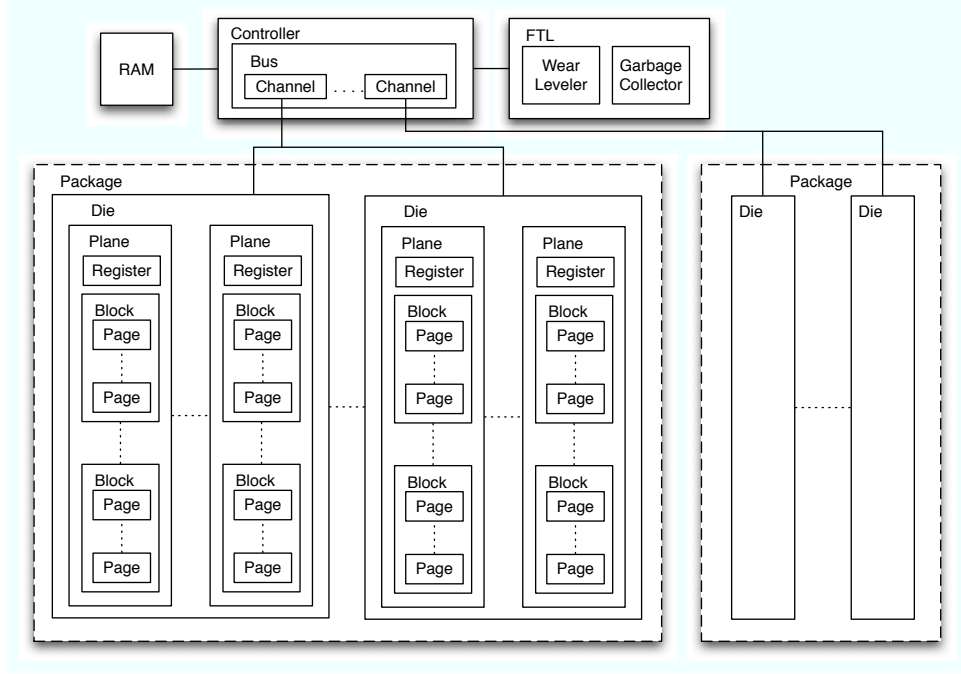 RAM
Controller
Bus
Channel
....
Channel
FTL
Wear
Leveler
Garbage
Collector
Package
Die
Plane
Register
Block
Page
Page
Block
Page
Page
Plane
Register
Block
Page
Page
Block
Page
Page
Die
Plane
Register
Block
Page
Page
Block
Page
Page
Plane
Register
Block
Page
Page
Block
Page
Page
Package
Die
Die